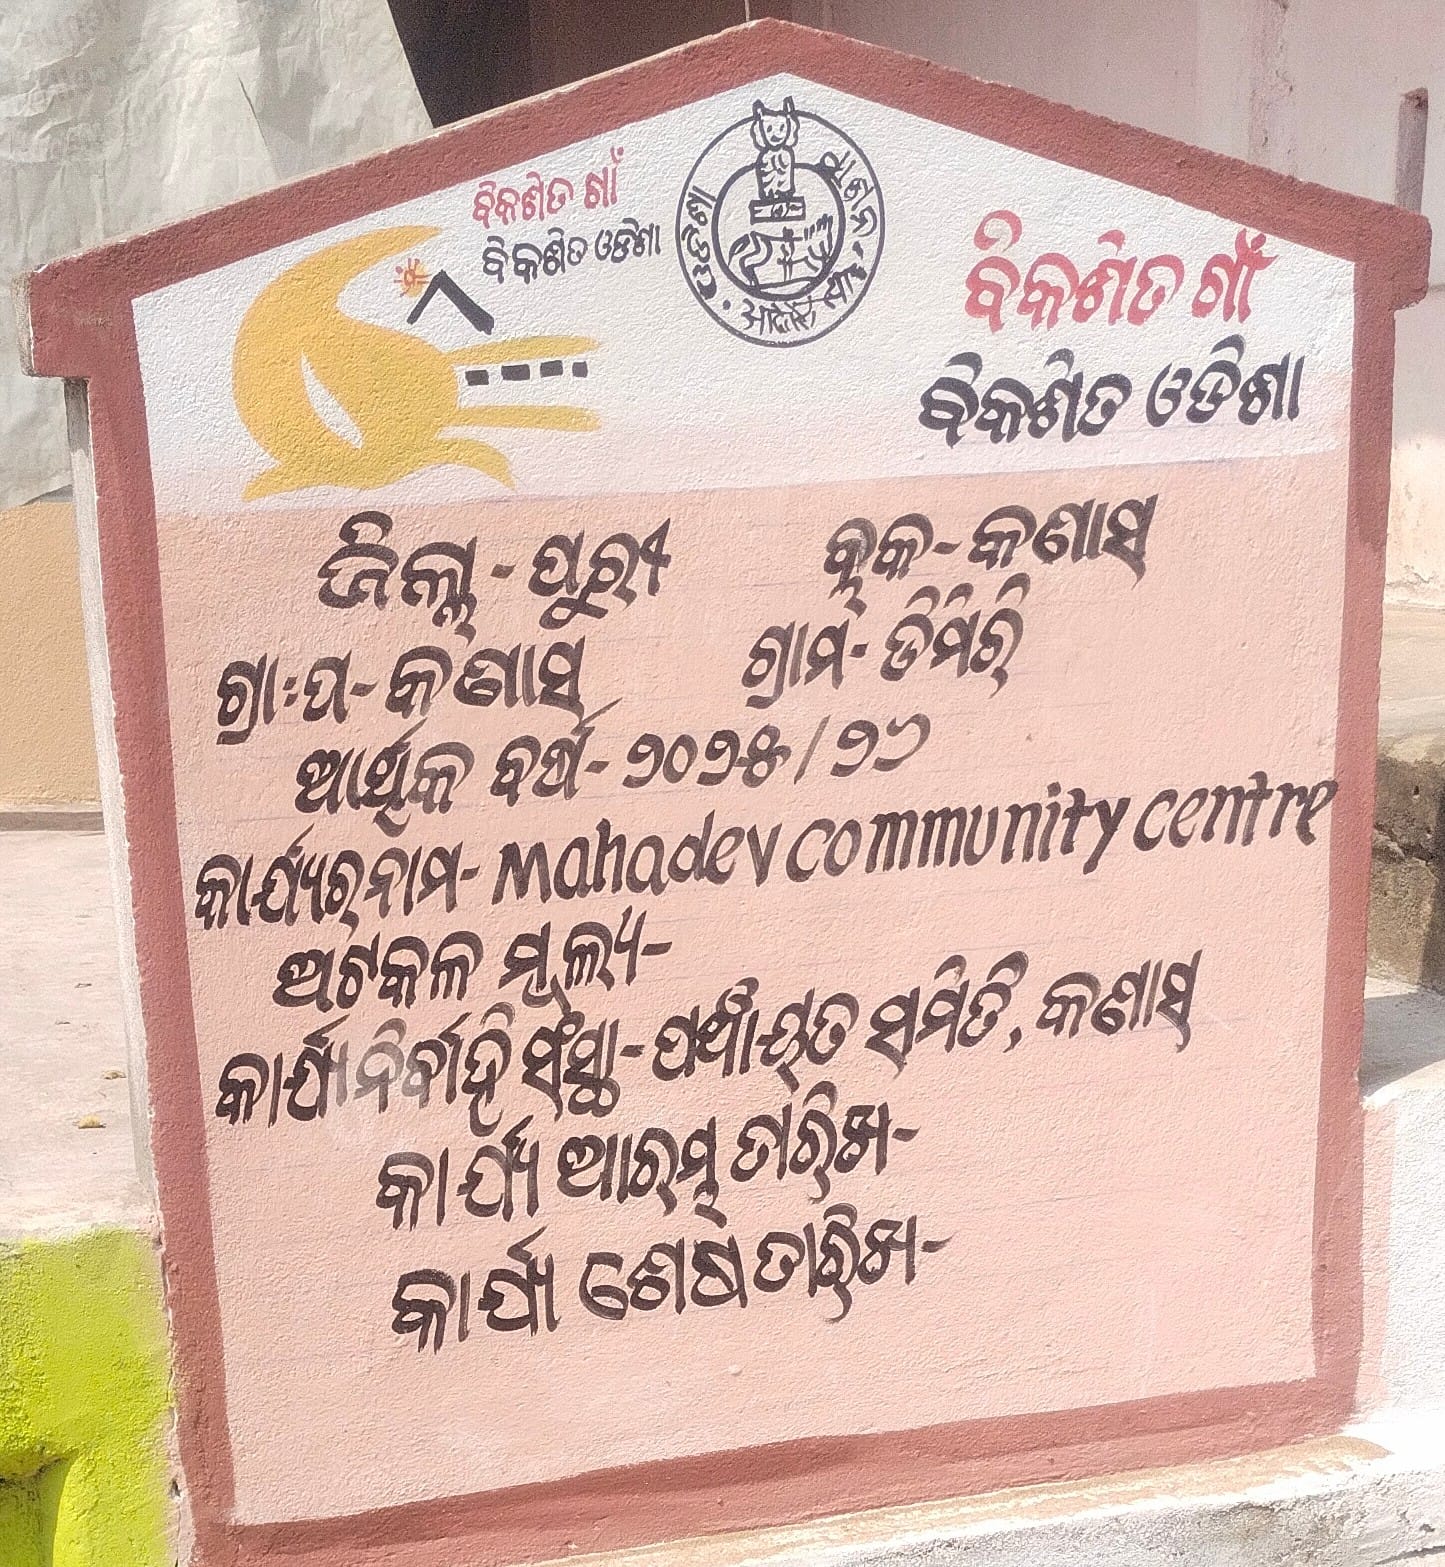 ବିକଶିତ ଗାଁ
ବିକଶିତ ଓଡିଶା
ବିକଶିତ ଗାଁ
ବିକଶିତ ଓଡିଶା
ଜିଲ୍ଲା - ପୁରୀ ବ୍ଲକ - କଣାସ
ଗ୍ରା:ପ - କଣାସ ଗ୍ରାମ - ଡିମିରି
ଆର୍ଥିକ ବର୍ଷ - ୨୦୨୫/୨୬
କାର୍ଯ୍ୟର ନାମ - Mahadev community centre
ଅଟକଳ ମୂଲ୍ୟ -
କାର୍ଯ୍ୟ ନିର୍ବାହି ସଂସ୍ଥା - ପଞ୍ଚାୟତ ସମିତି, କଣାସ
କାର୍ଯ୍ୟ ଆରମ୍ଭ ତାରିଖ -
କାର୍ଯ୍ୟ ଶେଷ ତାରିଖ -